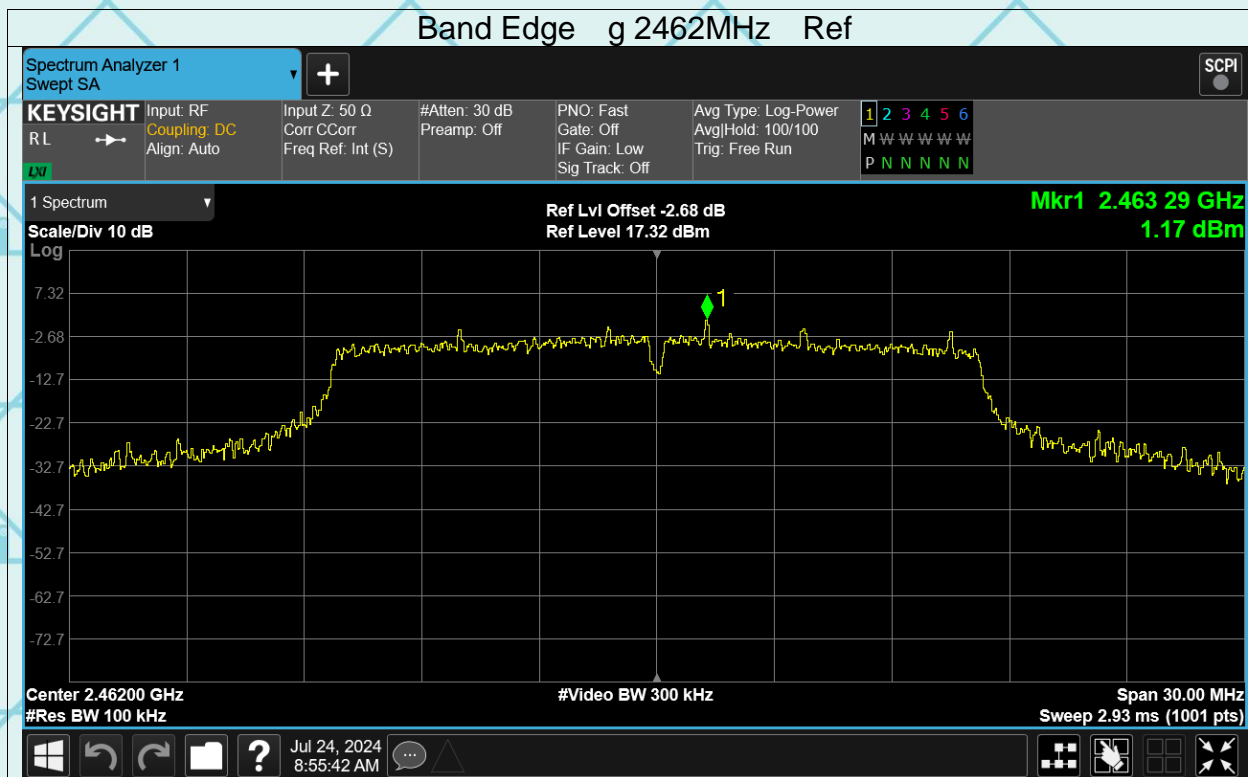 Band Edge g 2462MHz Ref
Spectrum Analyzer 1
Swept SA
+
SCPI
KEYSIGHT
RL
LXI
Input: RF
Coupling: DC
Align: Auto
Input Z: 50 Ω
Corr CCorr
Freq Ref: Int (S)
#Atten: 30 dB
Preamp: Off
PNO: Fast
Gate: Off
IF Gain: Low
Sig Track: Off
Avg Type: Log-Power
Avg|Hold: 100/100
Trig: Free Run
1 2 3 4 5 6
M W W W W W W
P N N N N N
1 Spectrum
Scale/Div 10 dB
Ref Lvl Offset -2.68 dB
Ref Level 17.32 dBm
Mkr1 2.463 29 GHz
1.17 dBm
Log
1
7.32
-2.68
-12.7
-22.7
-32.7
-42.7
-52.7
-62.7
-72.7
Center 2.46200 GHz
#Res BW 100 kHz
#Video BW 300 kHz
Span 30.00 MHz
Sweep 2.93 ms (1001 pts)
?
Jul 24, 2024
8:55:42 AM